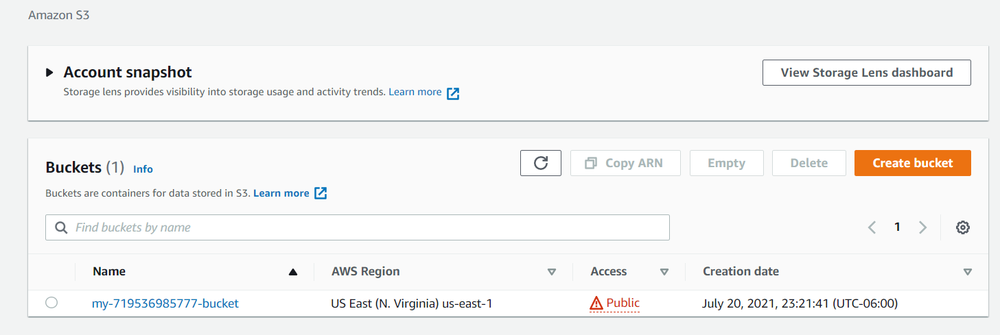 Amazon S3
Account snapshot
View Storage Lens dashboard
Storage lens provides visibility into storage usage and activity trends. Learn more
Buckets (1) Info
Copy ARN Empty Delete Create bucket
Buckets are containers for data stored in S3. Learn more
Find buckets by name
1
Name AWS Region Access Creation date
my-719536985777-bucket US East (N. Virginia) us-east-1 Public July 20, 2021, 23:21:41 (UTC-06:00)